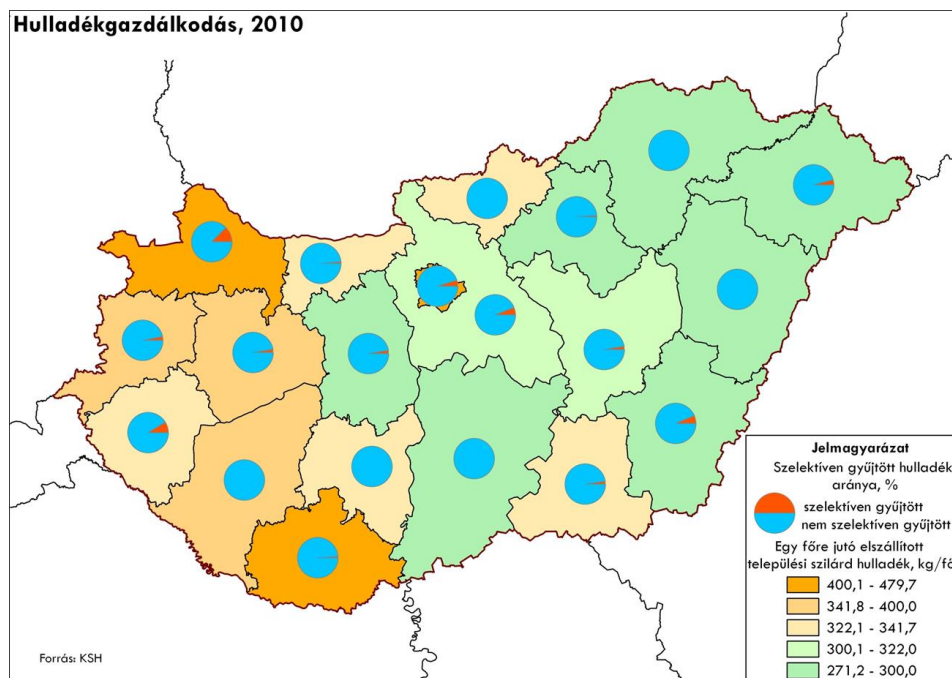 Hulladékgazdálkodás, 2010
Jelmagyarázat
Szelektíven gyűjtött hulladék
aránya, %
szelektíven gyűjtött
nem szelektíven gyűjtött
Egy főre jutó elszállított
települési szilárd hulladék, kg/fő
400,1 - 479,7
341,8 - 400,0
322,1 - 341,7
300,1 - 322,0
271,2 - 300,0
Forrás: KSH